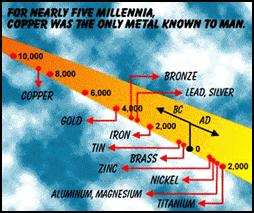 FOR NEARLY FIVE MILLENNIA,
COPPER WAS THE ONLY METAL KNOWN TO MAN.
10,000
8,000
BRONZE
COPPER
6,000
LEAD, SILVER
BC
AD
4,000
GOLD
2,000
IRON
TIN
0
BRASS
ZINC
2,000
NICKEL
ALUMINUM, MAGNESIUM
TITANIUM